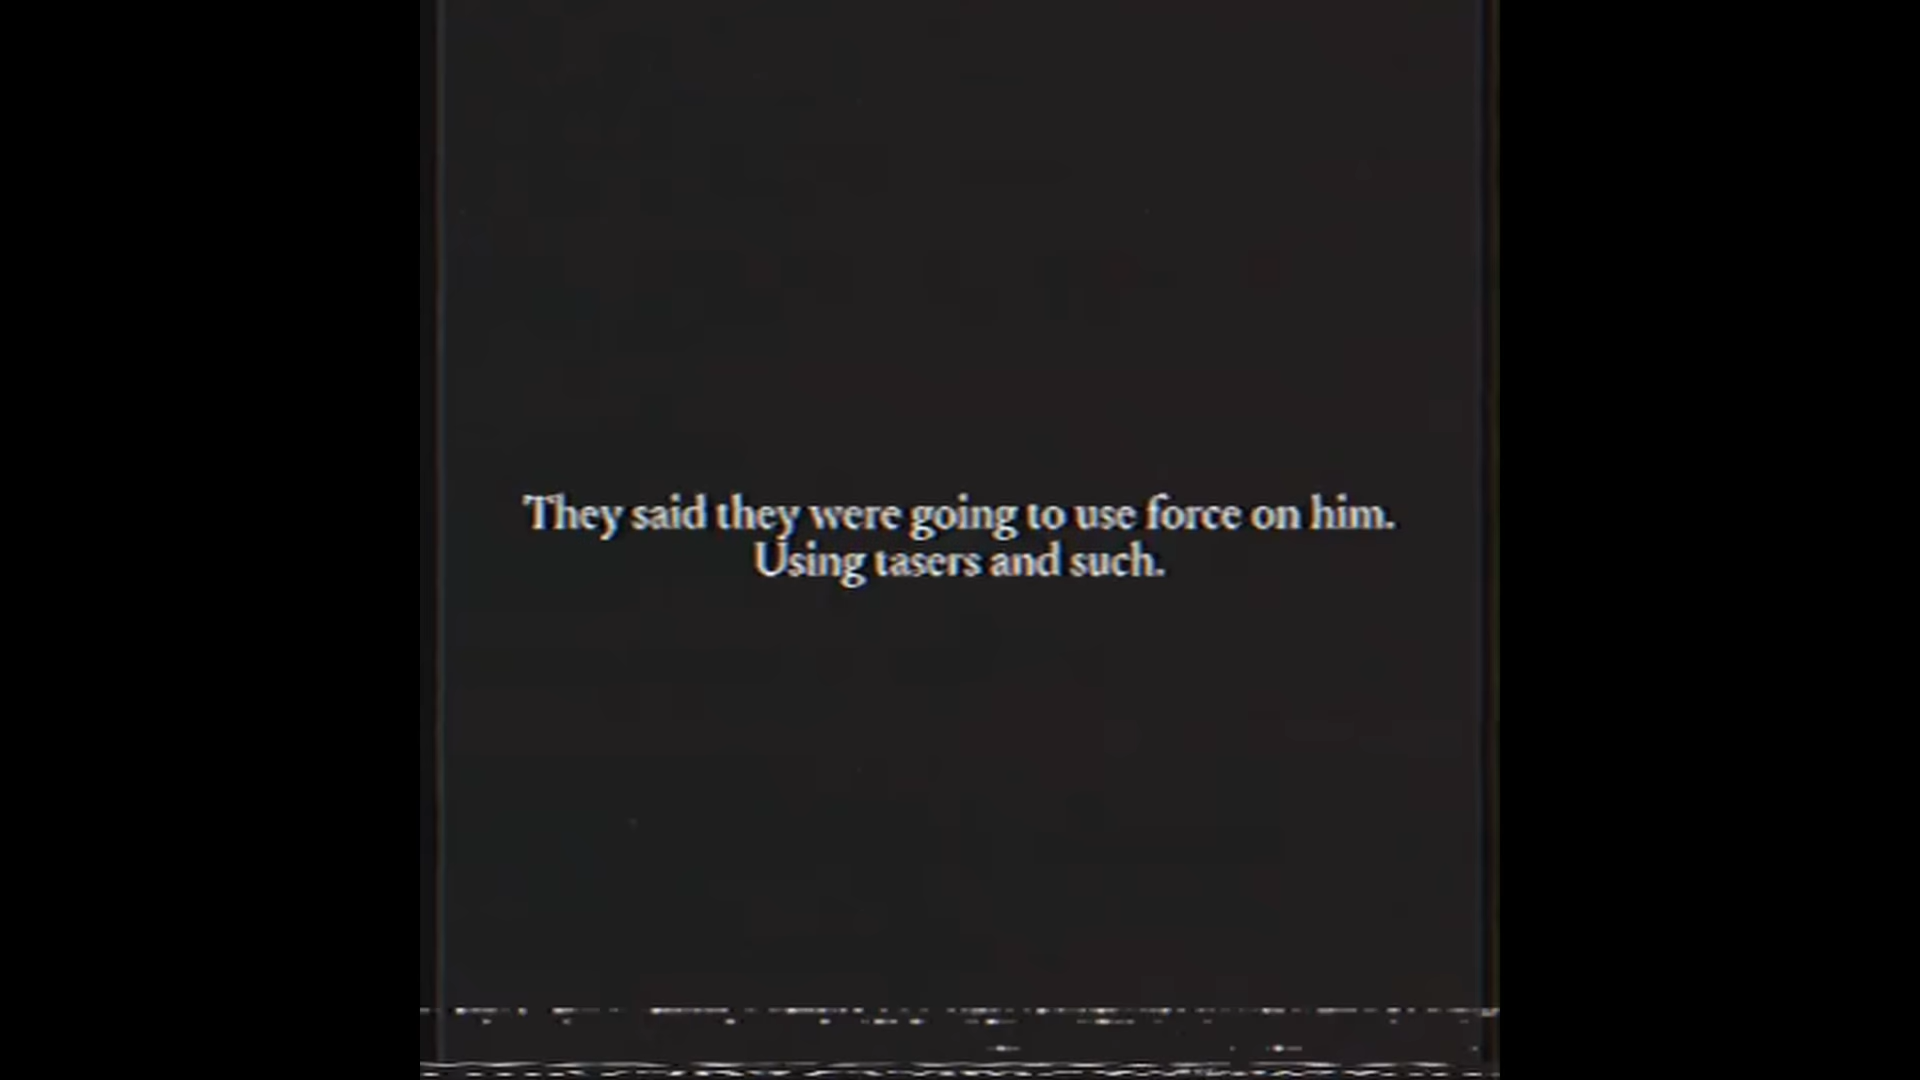 They said they were going to use force on him.
Using tasers and such.